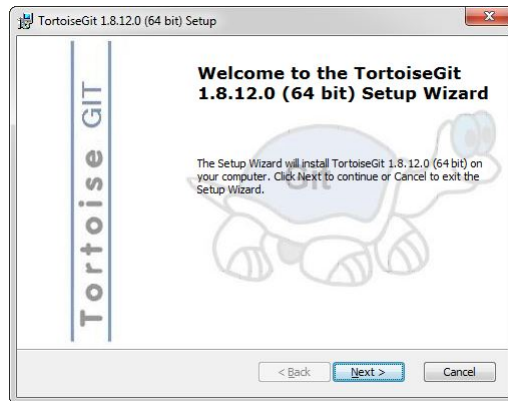 TortoiseGit 1.8.12.0 (64 bit) Setup
x
Tortoise GIT
Welcome to the TortoiseGit
1.8.12.0 (64 bit) Setup Wizard
Git
The Setup Wizard will install TortoiseGit 1.8.12.0 (64 bit) on
your computer. Click Next to continue or Cancel to exit the
Setup Wizard.
< Back
Next >
Cancel